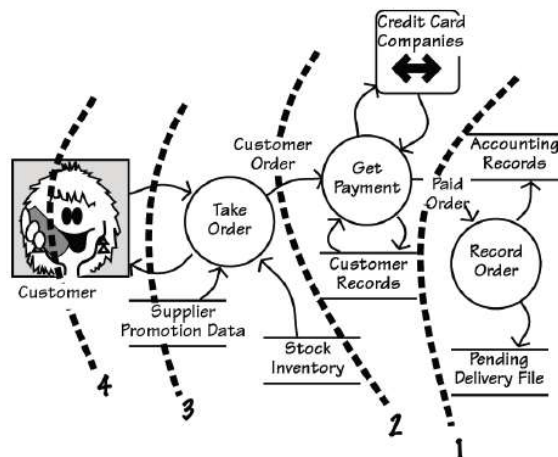 Credit Card
Companies
Customer
Order
Get
Payment
Accounting
Records
Paid
Order
Take
Order
Record
Order
Customer
Records
Customer
Supplier
Promotion Data
Stock
Inventory
Pending
Delivery File
4
3
2
1